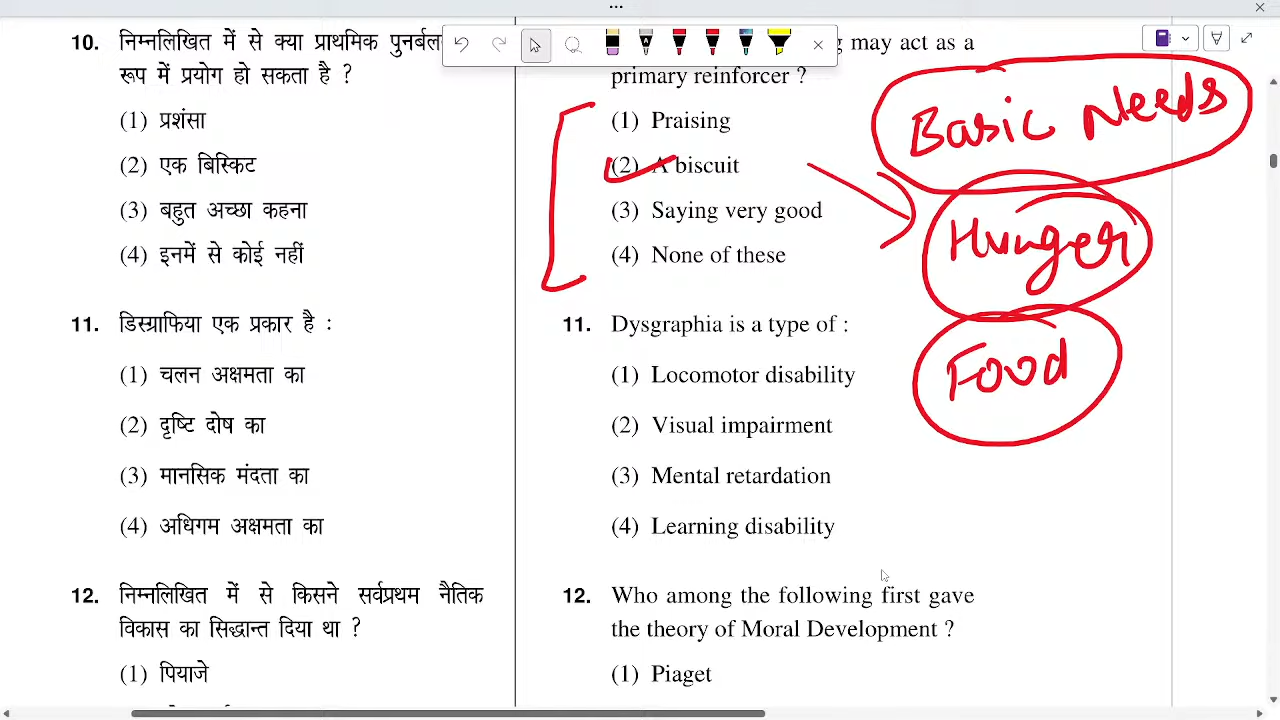 10. निम्नलिखित में से क्या प्राथमिक
रूप में प्रयोग हो सकता है ?
(1) प्रशंसा
(2) एक बिस्किट
(3) बहुत अच्छा कहना
(4) इनमें से कोई नहीं
11. डिस्ग्राफिया एक प्रकार है :
(1) चलन अक्षमता का
(2) दृष्टि दोष का
(3) मानसिक मंदता का
(4) अधिगम अक्षमता का
12. निम्नलिखित में से किसने सर्वप्रथम नैतिक
विकास का सिद्धान्त दिया था ?
(1) पियाजे
may act as a
primary reinforcer ?
(1) Praising
(2) A biscuit
(3) Saying very good
(4) None of these
11. Dysgraphia is a type of :
(1) Locomotor disability
(2) Visual impairment
(3) Mental retardation
(4) Learning disability
12. Who among the following first gave
the theory of Moral Development ?
(1) Piaget
Basic Needs
Hunger
Food